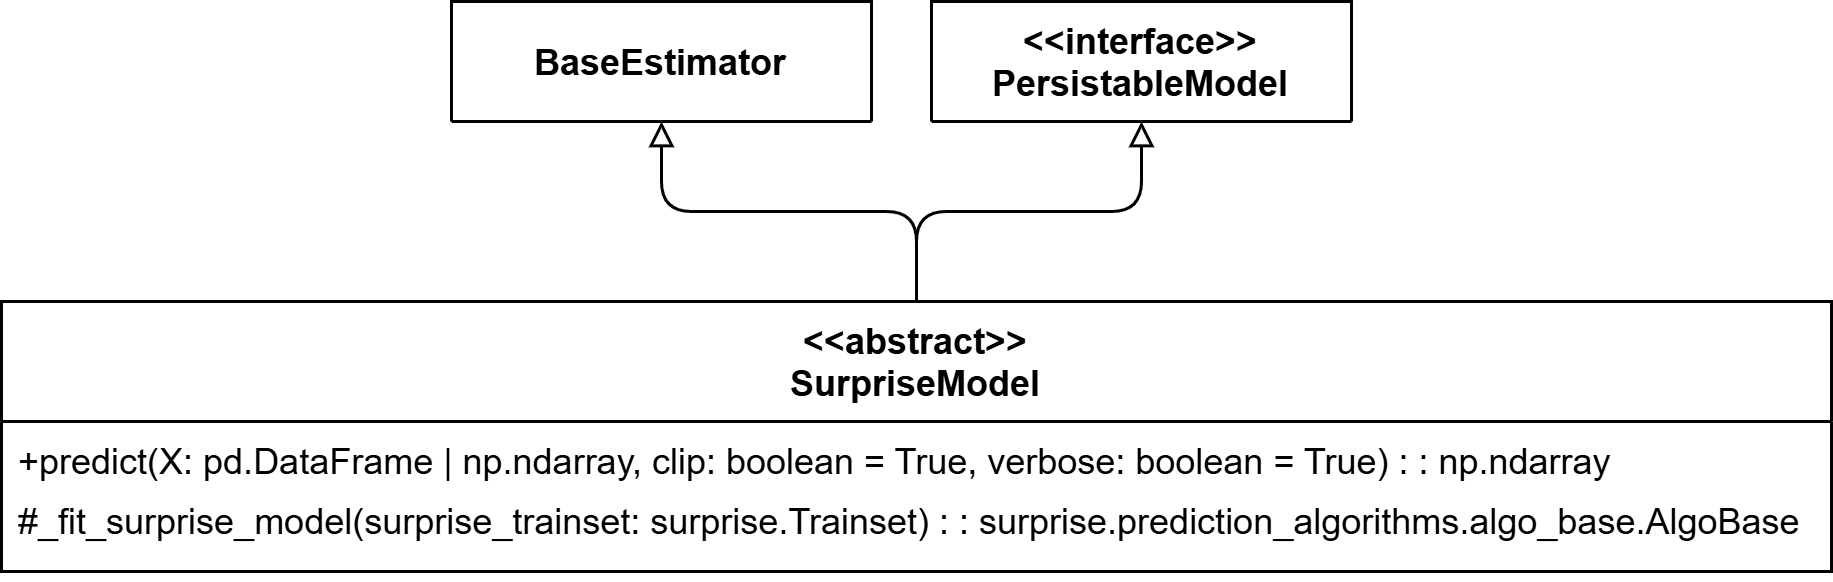 BaseEstimator
<<interface>>
PersistableModel
<<abstract>>
SurpriseModel
+predict(X: pd.DataFrame | np.ndarray, clip: boolean = True, verbose: boolean = True) : : np.ndarray
#_fit_surprise_model(surprise_trainset: surprise.Trainset) : : surprise.prediction_algorithms.algo_base.AlgoBase